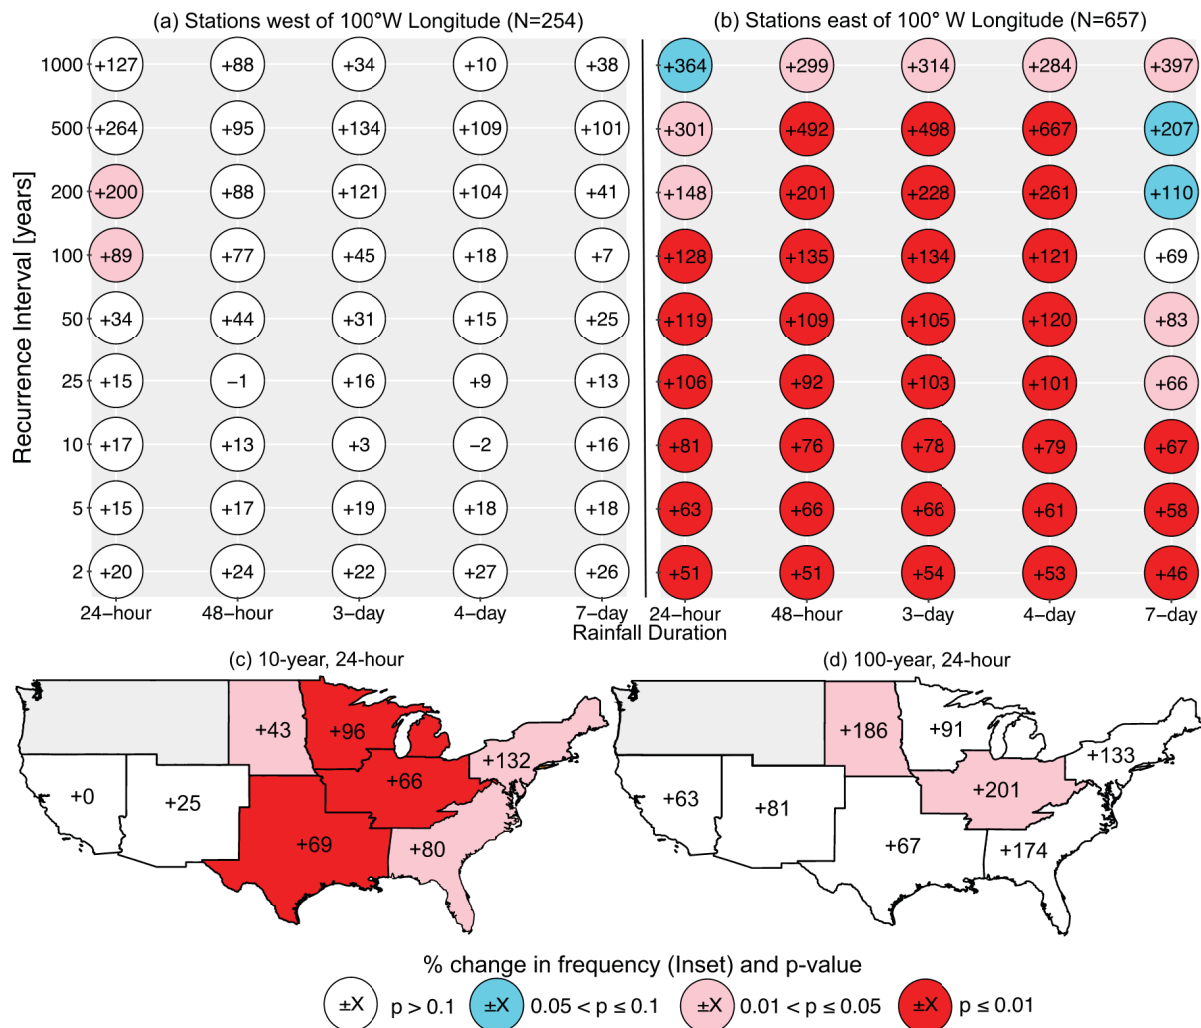 (a) Stations west of 100°W Longitude (N=254)
(b) Stations east of 100° W Longitude (N=657)
Recurrence Interval [years]
1000 +127 +88 +34 +10 +38 +364 +299 +314 +284 +397
500 +264 +95 +134 +109 +101 +301 +492 +498 +667 +207
200 +200 +88 +121 +104 +41 +148 +201 +228 +261 +110
100 +89 +77 +45 +18 +7 +128 +135 +134 +121 +69
50 +34 +44 +31 +15 +25 +119 +109 +105 +120 +83
25 +15 −1 +16 +9 +13 +106 +92 +103 +101 +66
10 +17 +13 +3 −2 +16 +81 +76 +78 +79 +67
5 +15 +17 +19 +18 +18 +63 +66 +66 +61 +58
2 +20 +24 +22 +27 +26 +51 +51 +54 +53 +46
24−hour 48−hour 3−day 4−day 7−day 24−hour 48−hour 3−day 4−day 7−day
Rainfall Duration
(c) 10-year, 24-hour
+43
+96
+132
+0
+25
+66
+69
+80
(d) 100-year, 24-hour
+186
+91
+133
+63
+81
+201
+67
+174
% change in frequency (Inset) and p-value
±X p > 0.1 ±X 0.05 < p ≤ 0.1 ±X 0.01 < p ≤ 0.05 ±X p ≤ 0.01